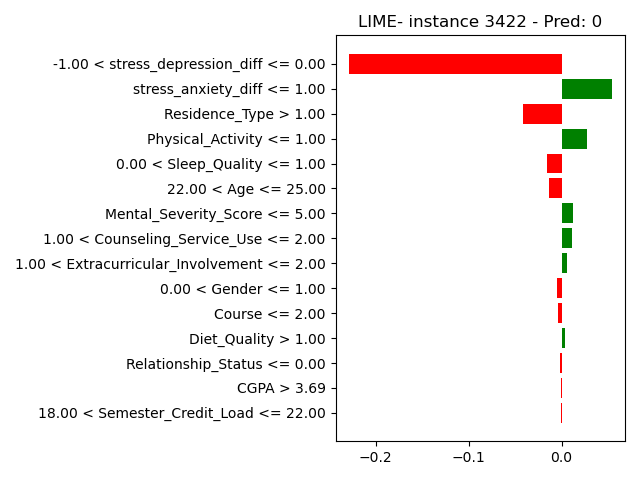 LIME- instance 3422 - Pred: 0
-1.00 < stress_depression_diff <= 0.00
stress_anxiety_diff <= 1.00
Residence_Type > 1.00
Physical_Activity <= 1.00
0.00 < Sleep_Quality <= 1.00
22.00 < Age <= 25.00
Mental_Severity_Score <= 5.00
1.00 < Counseling_Service_Use <= 2.00
1.00 < Extracurricular_Involvement <= 2.00
0.00 < Gender <= 1.00
Course <= 2.00
Diet_Quality > 1.00
Relationship_Status <= 0.00
CGPA > 3.69
18.00 < Semester_Credit_Load <= 22.00
−0.2 −0.1 0.0